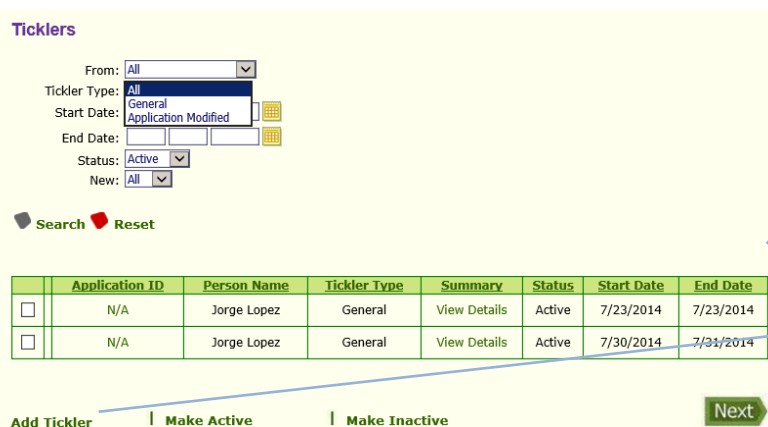 Ticklers
From: All
Tickler Type: All
General
Start Date:
Application Modified
End Date:
Status: Active
New: All
Search Reset
Application ID Person Name Tickler Type Summary Status Start Date End Date
N/A Jorge Lopez General View Details Active 7/23/2014 7/23/2014
N/A Jorge Lopez General View Details Active 7/30/2014 7/31/2014
Add Tickler | Make Active | Make Inactive Next